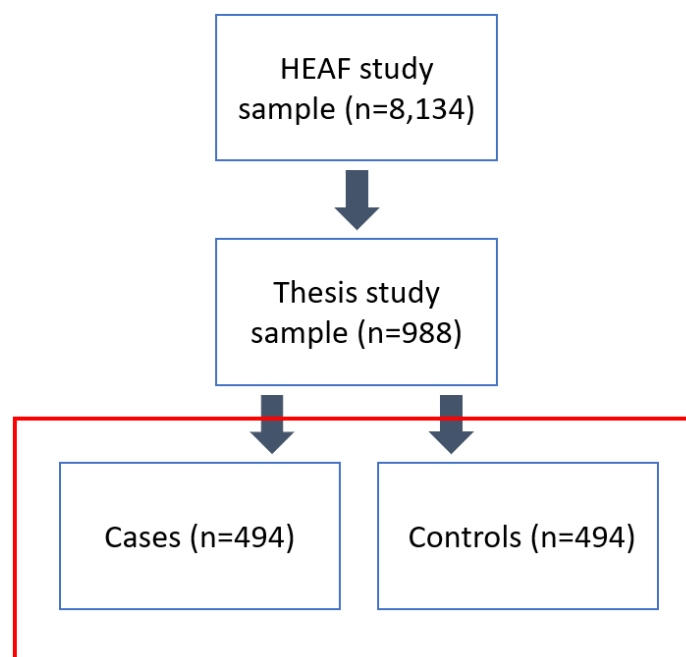 HEAF study
sample (n=8,134)
Thesis study
sample (n=988)
Cases (n=494)
Controls (n=494)